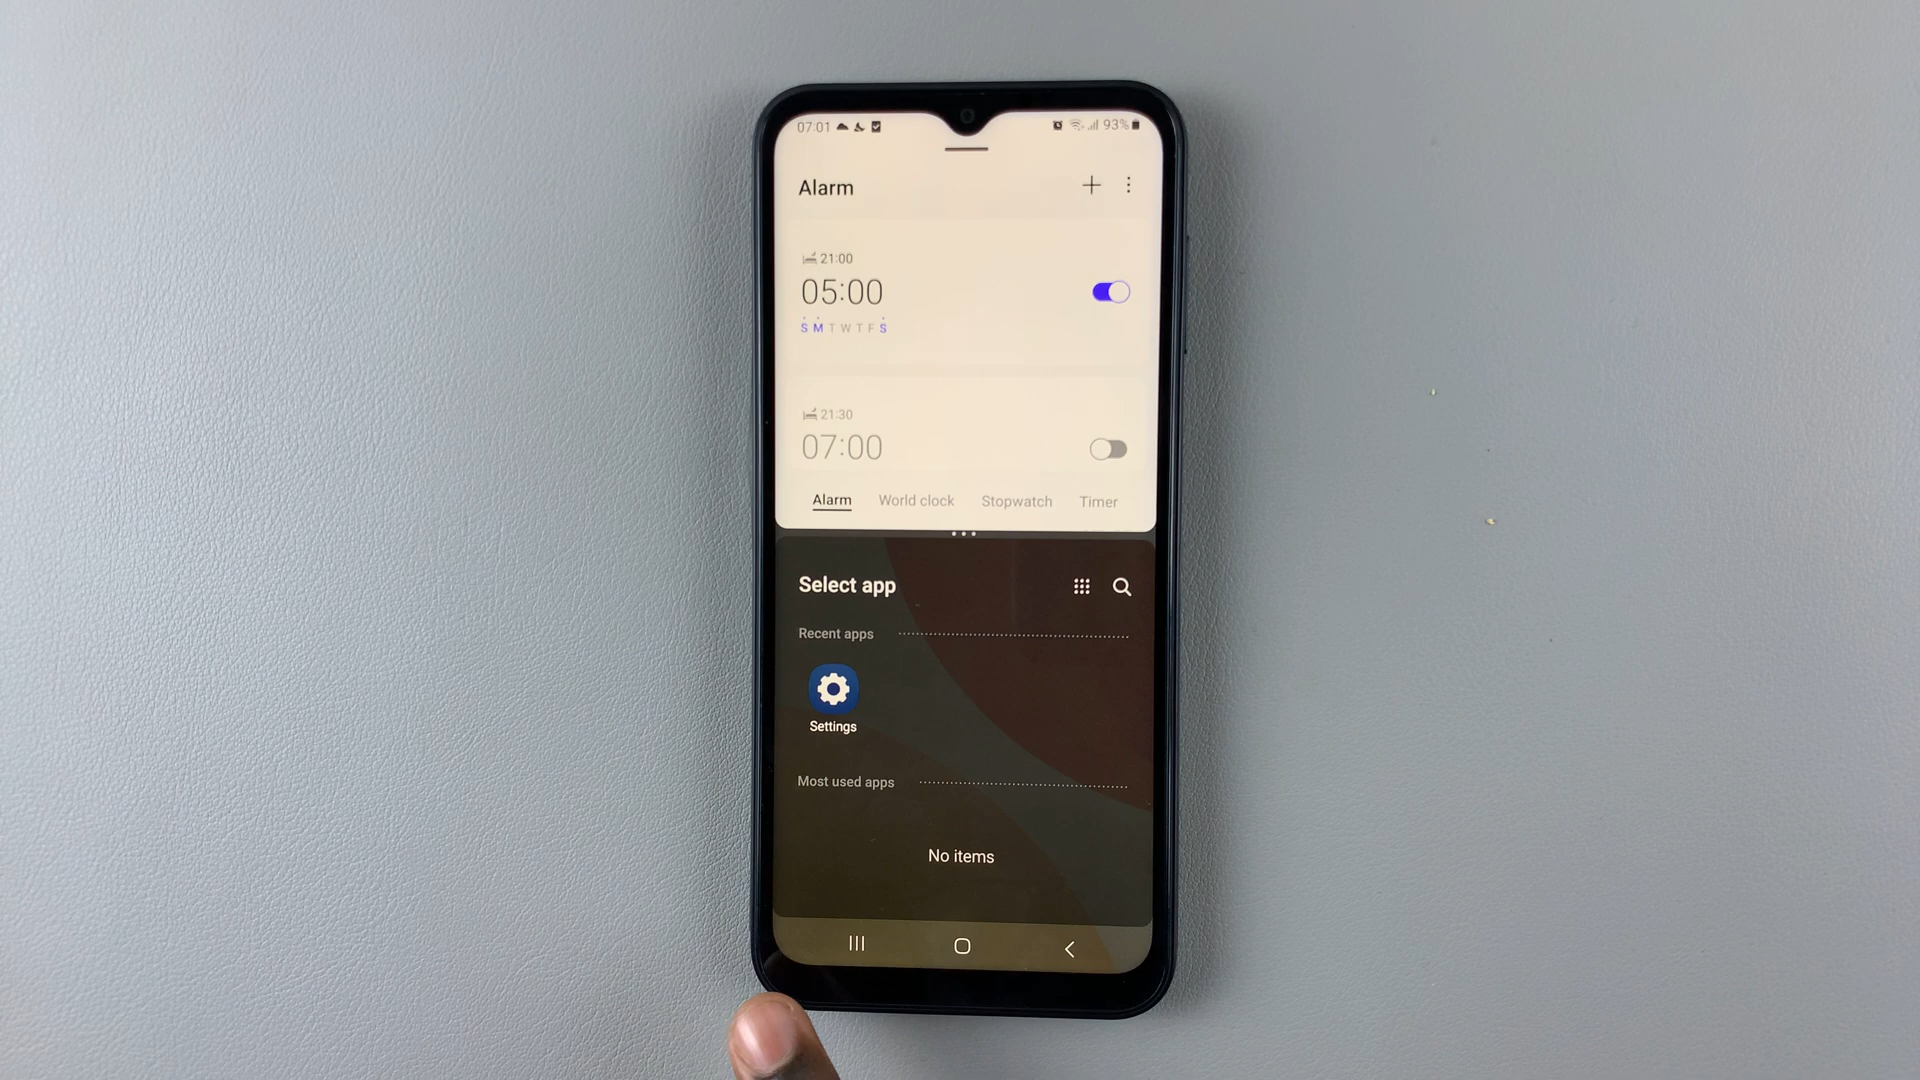 07:01 93%
Alarm
21:00
05:00
S M T W T F S
21:30
07:00
Alarm World clock Stopwatch Timer
Select app
Recent apps
Settings
Most used apps
No items